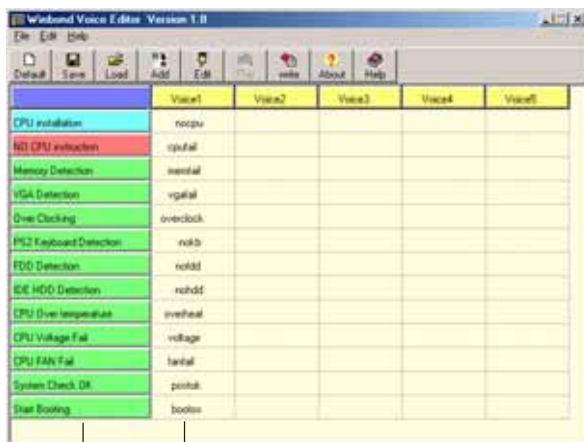 Winbond Voice Editor Version 1.0
File Edit Help
Default Save Load Add Edit Play write About Help
Voice1 Voice2 Voice3 Voice4 Voice5
CPU installation nocpu
NO CPU instruction cpufail
Memory Detection memfail
VGA Detection vgafail
Over Clocking overclock
PS2 Keyboard Detection nokb
FDD Detection nofdd
IDE HDD Detection nohdd
CPU Over temperature overheat
CPU Voltage Fail voltage
CPU FAN Fail fanfail
System Check OK postok
Start Booting bootos